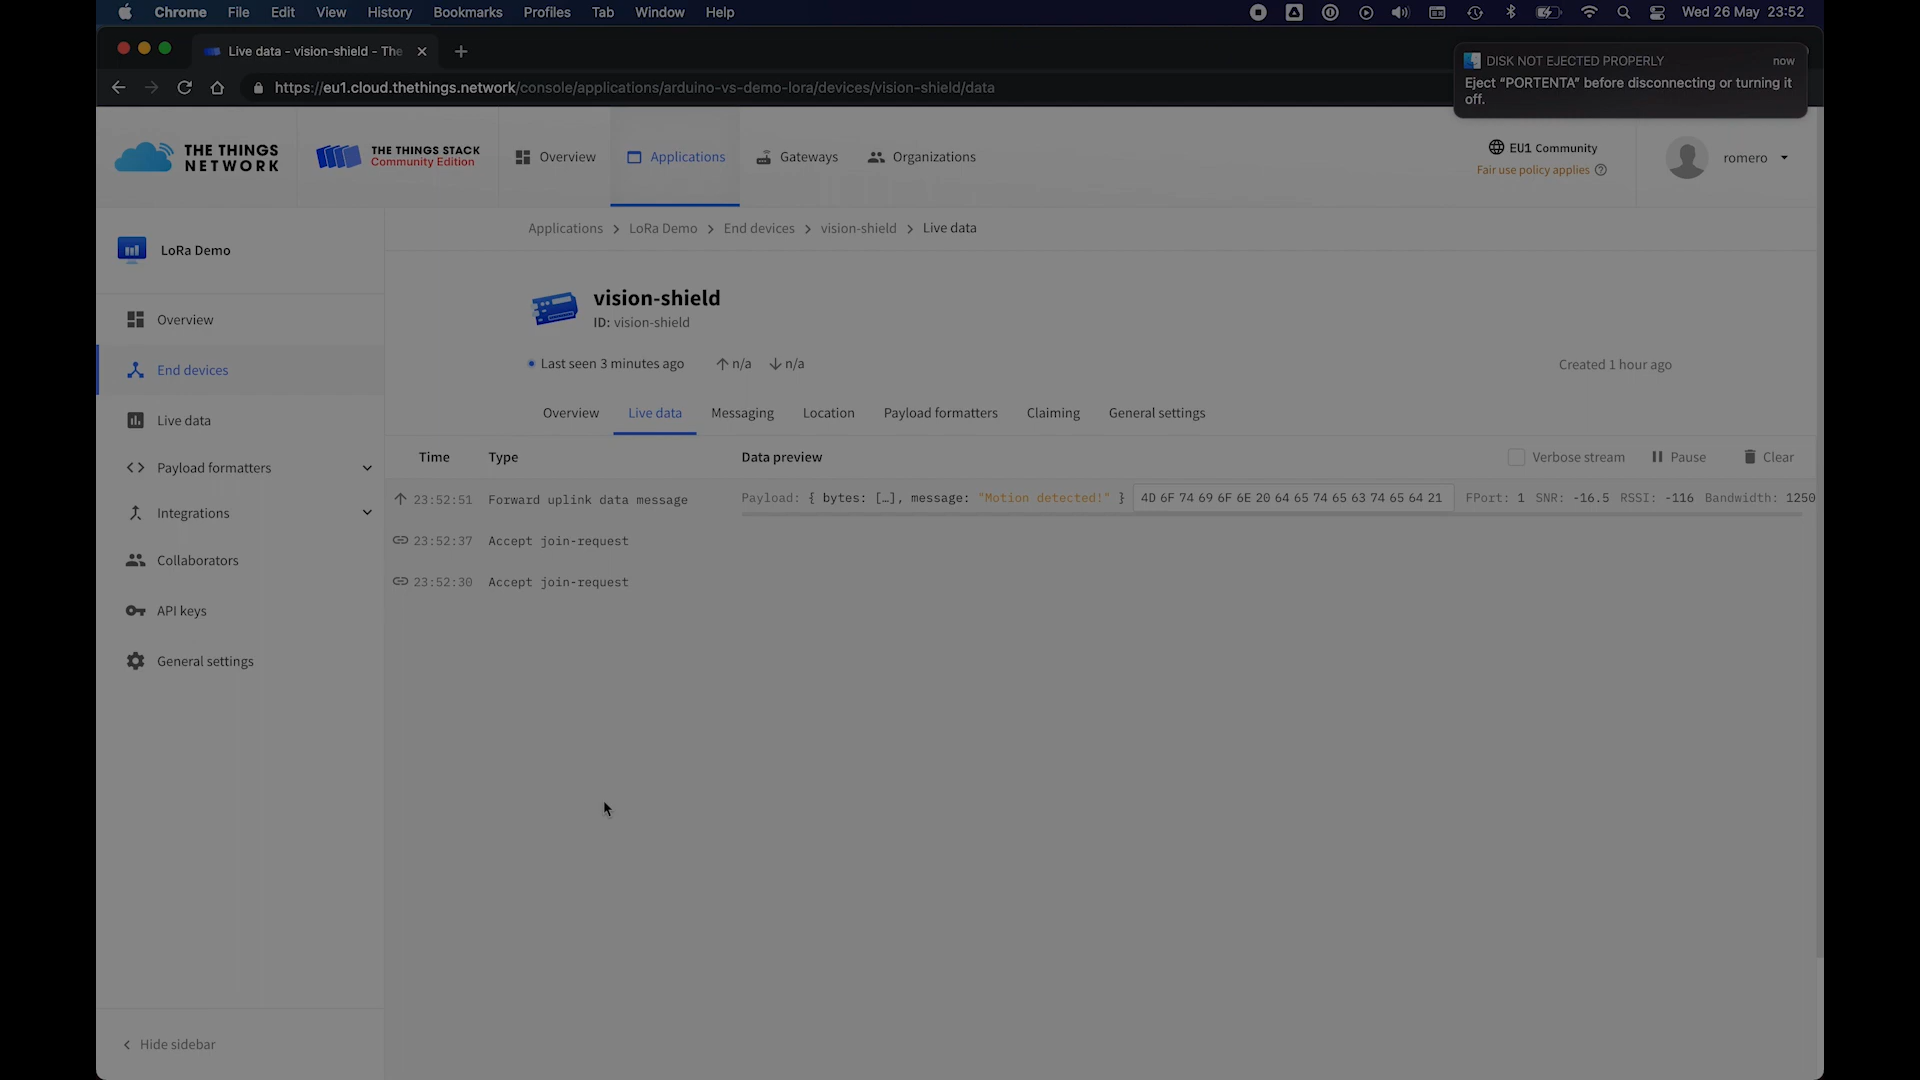 Chrome File Edit View History Bookmarks Profiles Tab Window Help Wed 26 May 23:52
Live data - vision-shield - The
DISK NOT EJECTED PROPERLY now
Eject “PORTENTA” before disconnecting or turning it
off.
https://eu1.cloud.thethings.network/console/applications/arduino-vs-demo-lora/devices/vision-shield/data
THE THINGS
NETWORK
THE THINGS STACK
Community Edition
Overview Applications Gateways Organizations
EU1 Community
Fair use policy applies
romero
LoRa Demo
Overview
End devices
Live data
Payload formatters
Integrations
Collaborators
API keys
General settings
Hide sidebar
Applications > LoRa Demo > End devices > vision-shield > Live data
vision-shield
ID: vision-shield
Last seen 3 minutes ago ↑ n/a ↓ n/a Created 1 hour ago
Overview Live data Messaging Location Payload formatters Claiming General settings
Time Type Data preview Verbose stream Pause Clear
↑ 23:52:51 Forward uplink data message Payload: { bytes: […], message: "Motion detected!" } 4D 6F 74 69 6F 6E 20 64 65 74 65 63 74 65 64 21 FPort: 1 SNR: -16.5 RSSI: -116 Bandwidth: 1250
23:52:37 Accept join-request
23:52:30 Accept join-request